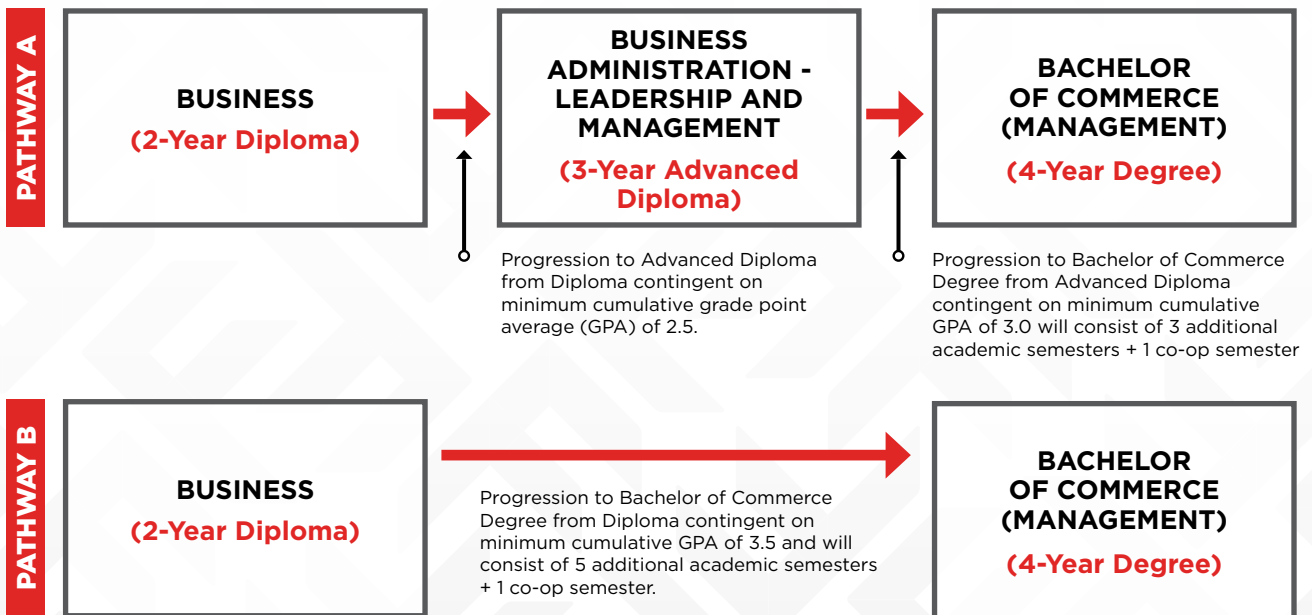 PATHWAY A
BUSINESS
(2-Year Diploma)
BUSINESS
ADMINISTRATION -
LEADERSHIP AND
MANAGEMENT
(3-Year Advanced
Diploma)
BACHELOR
OF COMMERCE
(MANAGEMENT)
(4-Year Degree)
Progression to Advanced Diploma
from Diploma contingent on
minimum cumulative grade point
average (GPA) of 2.5.
Progression to Bachelor of Commerce
Degree from Advanced Diploma
contingent on minimum cumulative
GPA of 3.0 will consist of 3 additional
academic semesters + 1 co-op semester
PATHWAY B
BUSINESS
(2-Year Diploma)
Progression to Bachelor of Commerce
Degree from Diploma contingent on
minimum cumulative GPA of 3.5 and will
consist of 5 additional academic semesters
+ 1 co-op semester.
BACHELOR
OF COMMERCE
(MANAGEMENT)
(4-Year Degree)